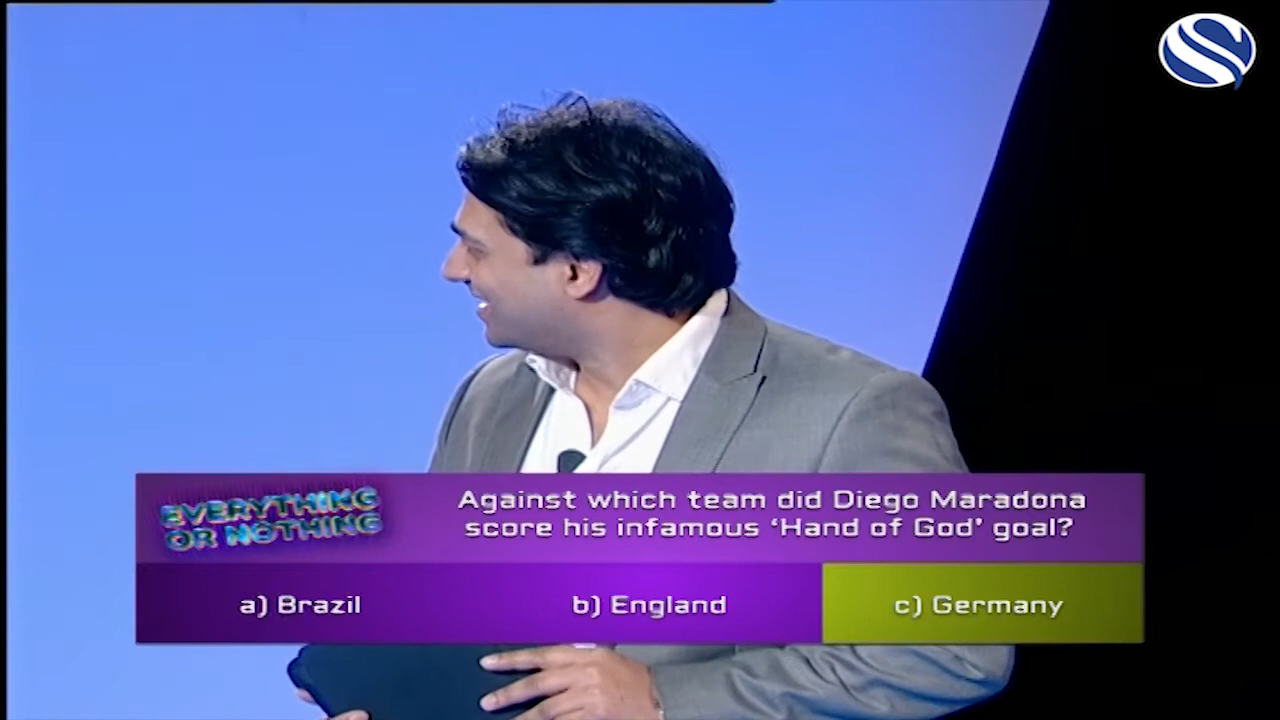 EVERYTHING
OR NOTHING
Against which team did Diego Maradona
score his infamous ‘Hand of God’ goal?
a) Brazil
b) England
c) Germany